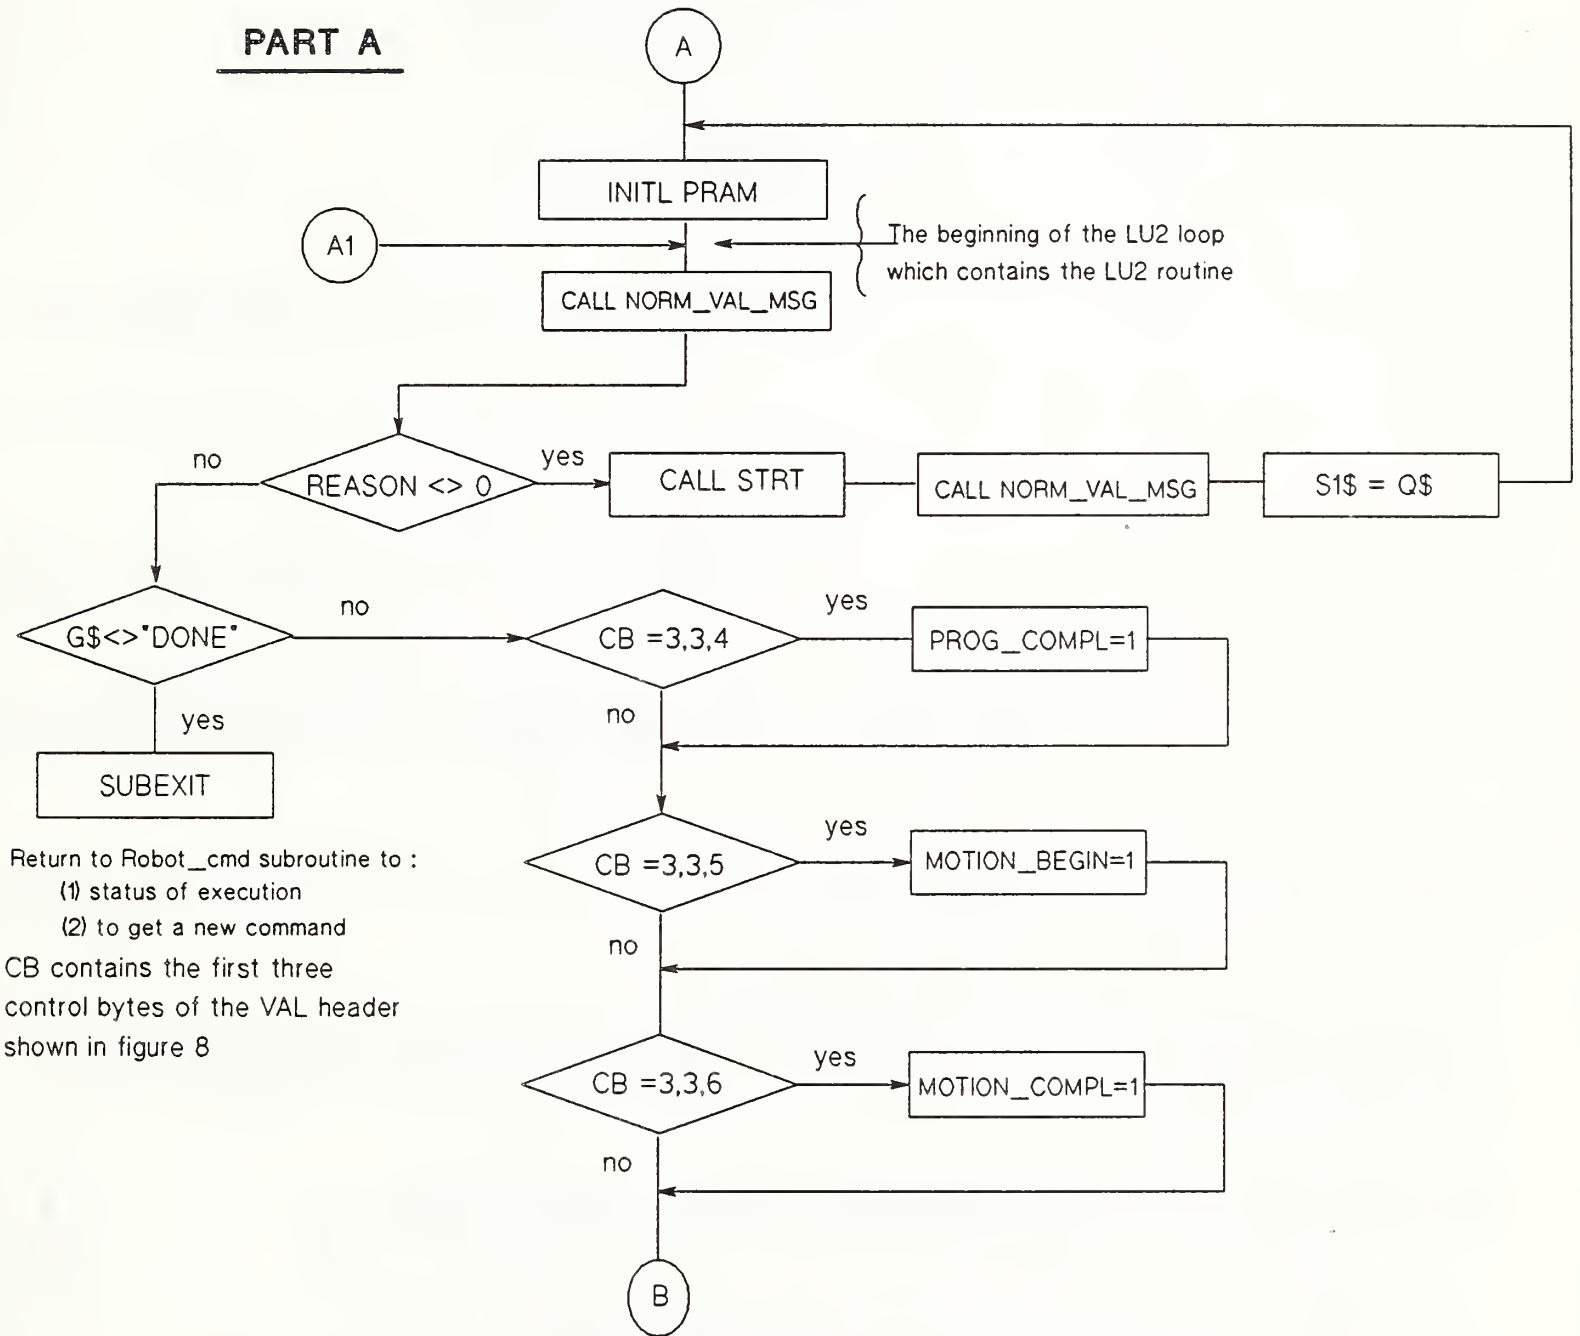 PART A
A
INITL PRAM
A1
The beginning of the LU2 loop
which contains the LU2 routine
CALL NORM_VAL_MSG
no
REASON <> 0
yes
CALL STRT
CALL NORM_VAL_MSG
S1$ = Q$
G$<>"DONE"
no
CB =3,3,4
yes
PROG_COMPL=1
yes
no
SUBEXIT
Return to Robot_cmd subroutine to :
(1) status of execution
(2) to get a new command
CB contains the first three
control bytes of the VAL header
shown in figure 8
CB =3,3,5
yes
MOTION_BEGIN=1
no
CB =3,3,6
yes
MOTION_COMPL=1
no
B